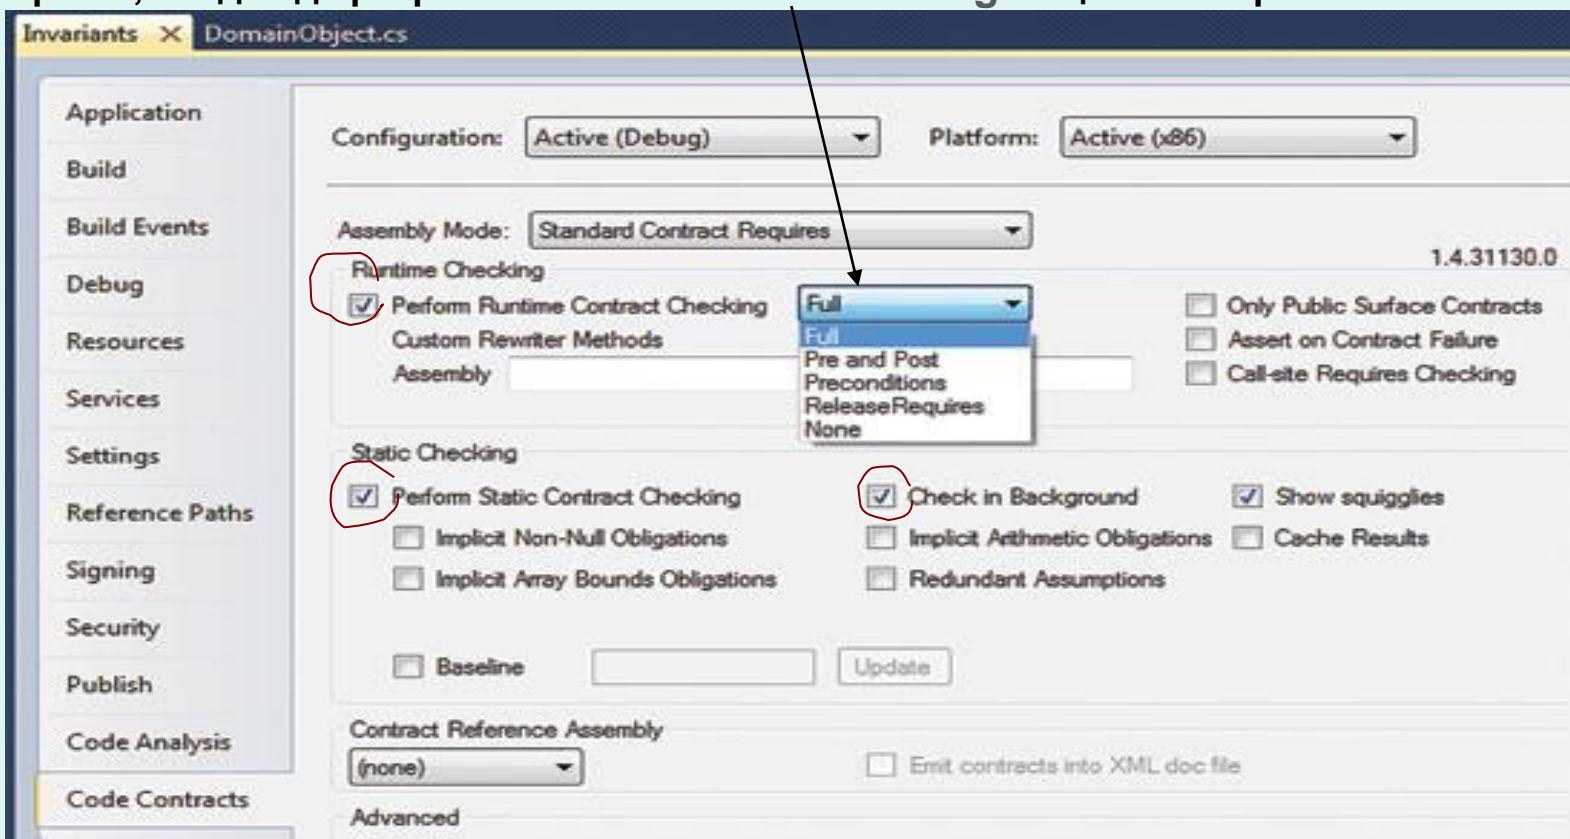 Invariants DomainObject.cs
Application
Build
Build Events
Debug
Resources
Services
Settings
Reference Paths
Signing
Security
Publish
Code Analysis
Code Contracts
Configuration: Active (Debug) Platform: Active (x86)
Assembly Mode: Standard Contract Requires
1.4.31130.0
Runtime Checking
Perform Runtime Contract Checking Full Only Public Surface Contracts
Custom Rewriter Methods Full Assert on Contract Failure
Assembly Pre and Post Call-site Requires Checking
Preconditions
ReleaseRequires
None
Static Checking
Perform Static Contract Checking Check in Background Show squigglies
Implicit Non-Null Obligations Implicit Arithmetic Obligations Cache Results
Implicit Array Bounds Obligations Redundant Assumptions
Baseline Update
Contract Reference Assembly
(none) Emit contracts into XML doc file
Advanced